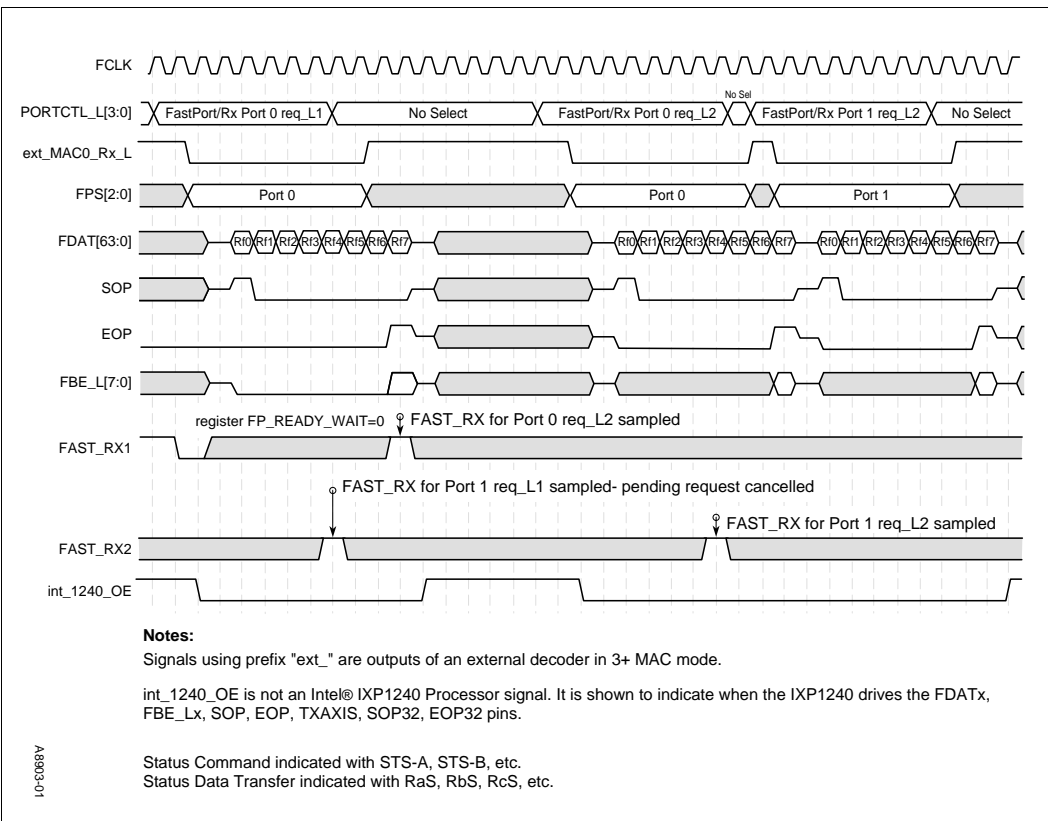 FCLK
PORTCTL_L[3:0] FastPort/Rx Port 0 req_L1 No Select FastPort/Rx Port 0 req_L2 No Sel FastPort/Rx Port 1 req_L2 No Select
ext_MAC0_Rx_L
FPS[2:0] Port 0 Port 0 Port 1
FDAT[63:0] Rf0 Rf1 Rf2 Rf3 Rf4 Rf5 Rf6 Rf7 Rf0 Rf1 Rf2 Rf3 Rf4 Rf5 Rf6 Rf7 Rf0 Rf1 Rf2 Rf3 Rf4 Rf5 Rf6 Rf7
SOP
EOP
FBE_L[7:0]
register FP_READY_WAIT=0 FAST_RX for Port 0 req_L2 sampled
FAST_RX1
FAST_RX for Port 1 req_L1 sampled- pending request cancelled
FAST_RX for Port 1 req_L2 sampled
FAST_RX2
int_1240_OE
Notes:
Signals using prefix "ext_" are outputs of an external decoder in 3+ MAC mode.
int_1240_OE is not an Intel® IXP1240 Processor signal. It is shown to indicate when the IXP1240 drives the FDATx,
FBE_Lx, SOP, EOP, TXAXIS, SOP32, EOP32 pins.
Status Command indicated with STS-A, STS-B, etc.
Status Data Transfer indicated with RaS, RbS, RcS, etc.
A8903-01